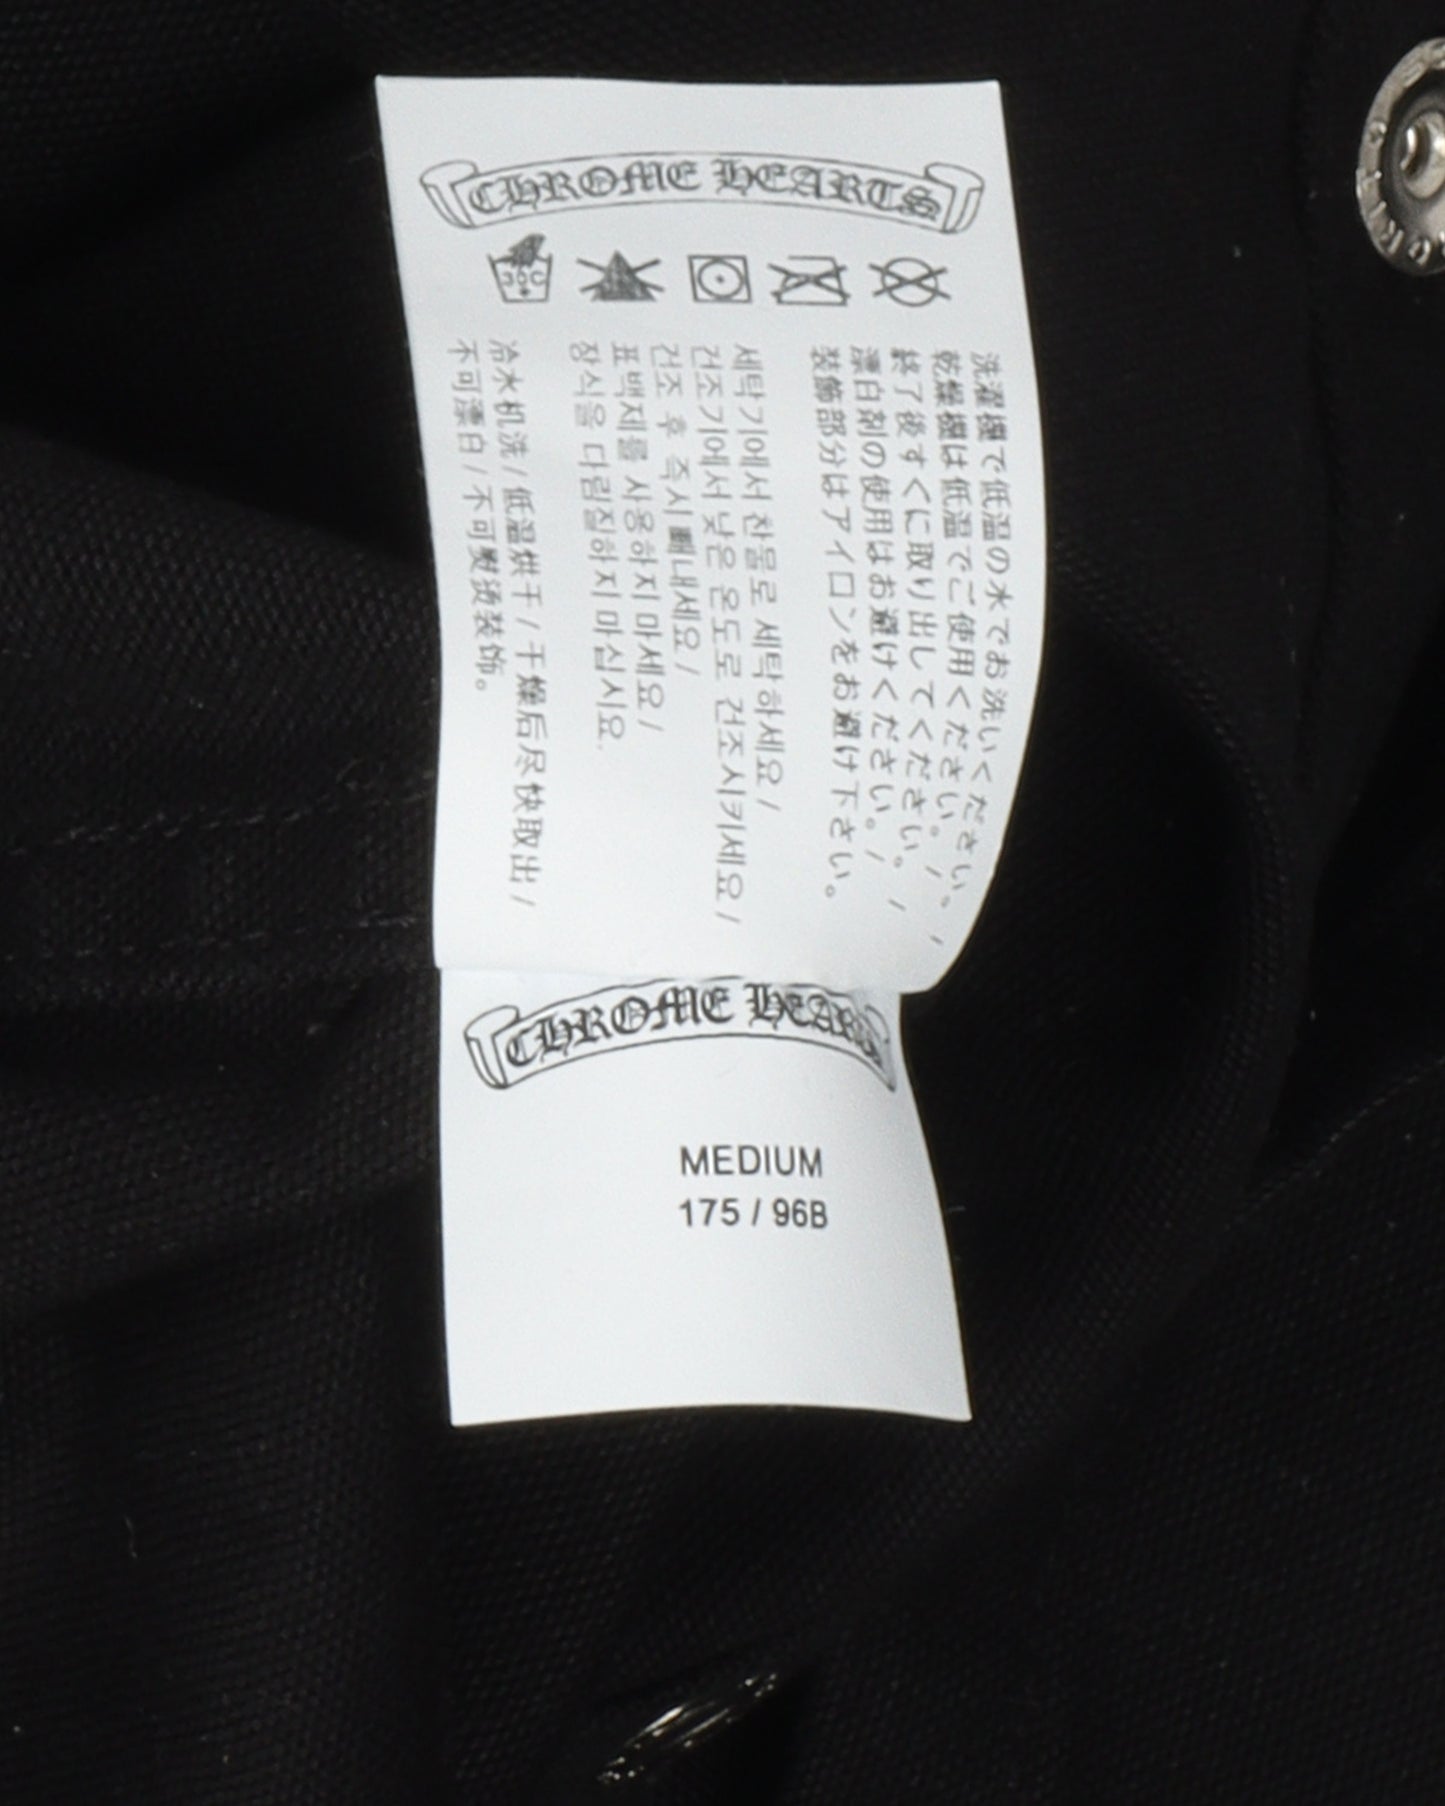 CHROME HEARTS
30C
洗濯機で低温の水でお洗いください。/
乾燥機は低温でご使用ください。/
終了後すぐに取り出してください。/
漂白剤の使用はお避けください。/
装飾部分はアイロンをお避け下さい。
세탁기에서 찬물로 세탁하세요 /
건조기에서 낮은 온도로 건조시키세요 /
건조 후 즉시 빼내세요 /
표백제를 사용하지 마세요 /
장식을 다림질하지 마십시요.
冷水机洗 / 低温烘干 / 干燥后尽快取出 /
不可漂白 / 不可熨烫装饰。
CHROME HEARTS
MEDIUM
175 / 96B